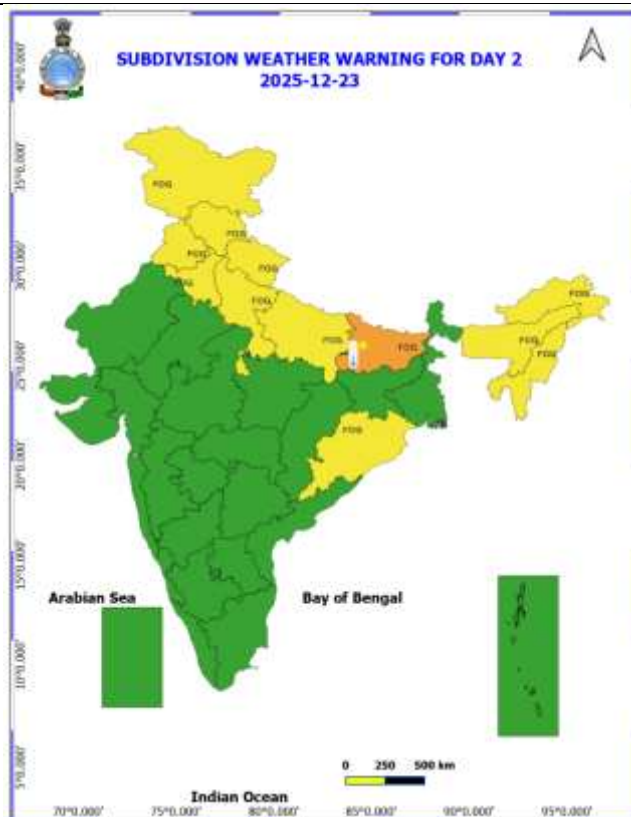 SUBDIVISION WEATHER WARNING FOR DAY 2
2025-12-23
40°0.000'
35°0.000'
30°0.000'
25°0.000'
20°0.000'
15°0.000'
10°0.000'
5°0.000'
FOG
FOG
FOG
FOG
FOG
FOG
FOG
FOG
FOG
FOG
FOG
FOG
Arabian Sea
Bay of Bengal
0 250 500 km
Indian Ocean
70°0.000' 75°0.000' 80°0.000' 85°0.000' 90°0.000' 95°0.000'